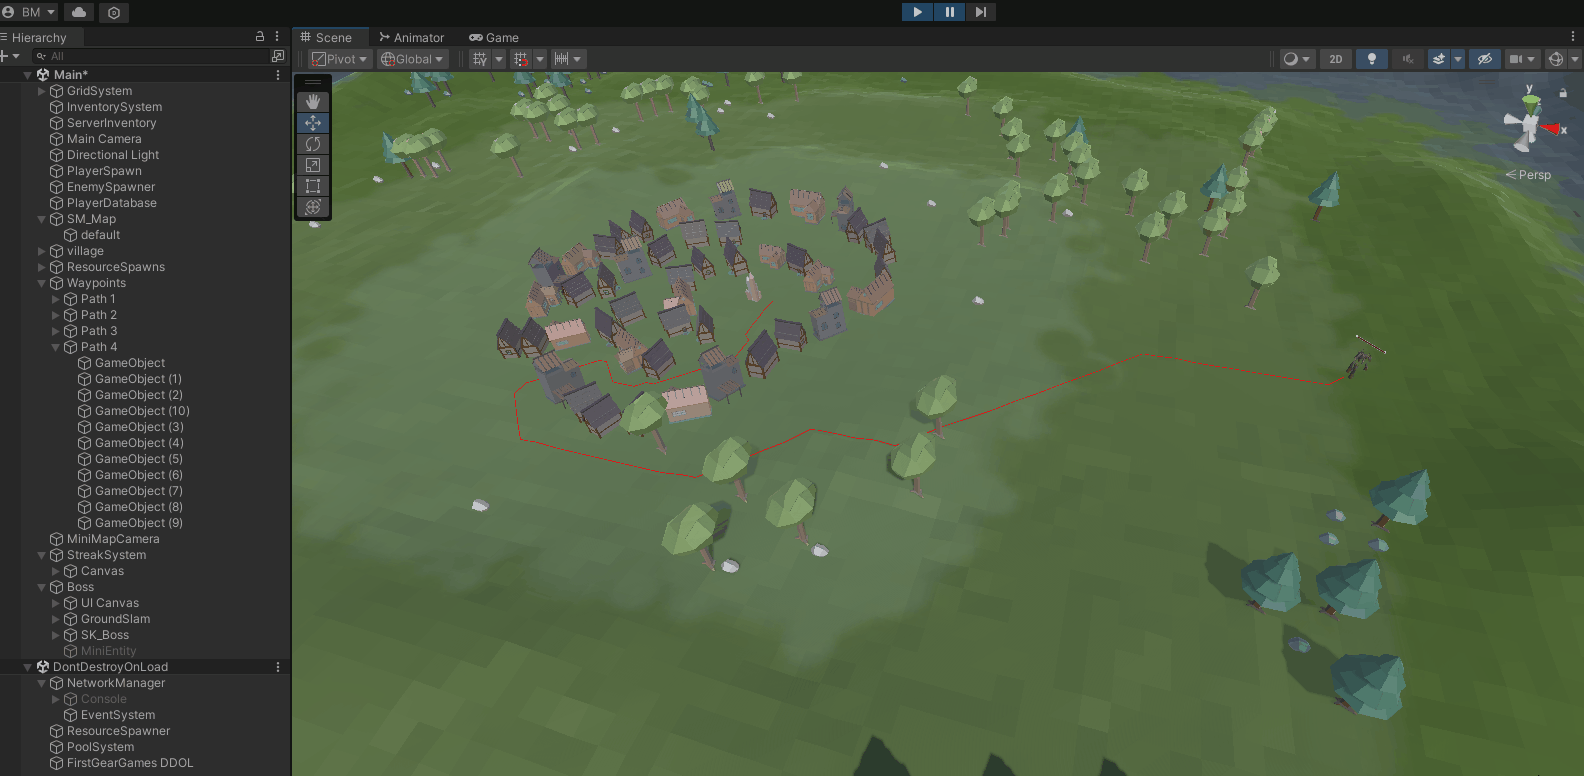 BM
Hierarchy
All
Scene
Animator
Game
Pivot
Global
2D
Main*
GridSystem
InventorySystem
ServerInventory
Main Camera
Directional Light
PlayerSpawn
EnemySpawner
PlayerDatabase
SM_Map
default
village
ResourceSpawns
Waypoints
Path 1
Path 2
Path 3
Path 4
GameObject
GameObject (1)
GameObject (2)
GameObject (10)
GameObject (3)
GameObject (4)
GameObject (5)
GameObject (6)
GameObject (7)
GameObject (8)
GameObject (9)
MiniMapCamera
StreakSystem
Canvas
Boss
UI Canvas
GroundSlam
SK_Boss
MiniEntity
DontDestroyOnLoad
NetworkManager
Console
EventSystem
ResourceSpawner
PoolSystem
FirstGearGames DDOL
y
x
Persp